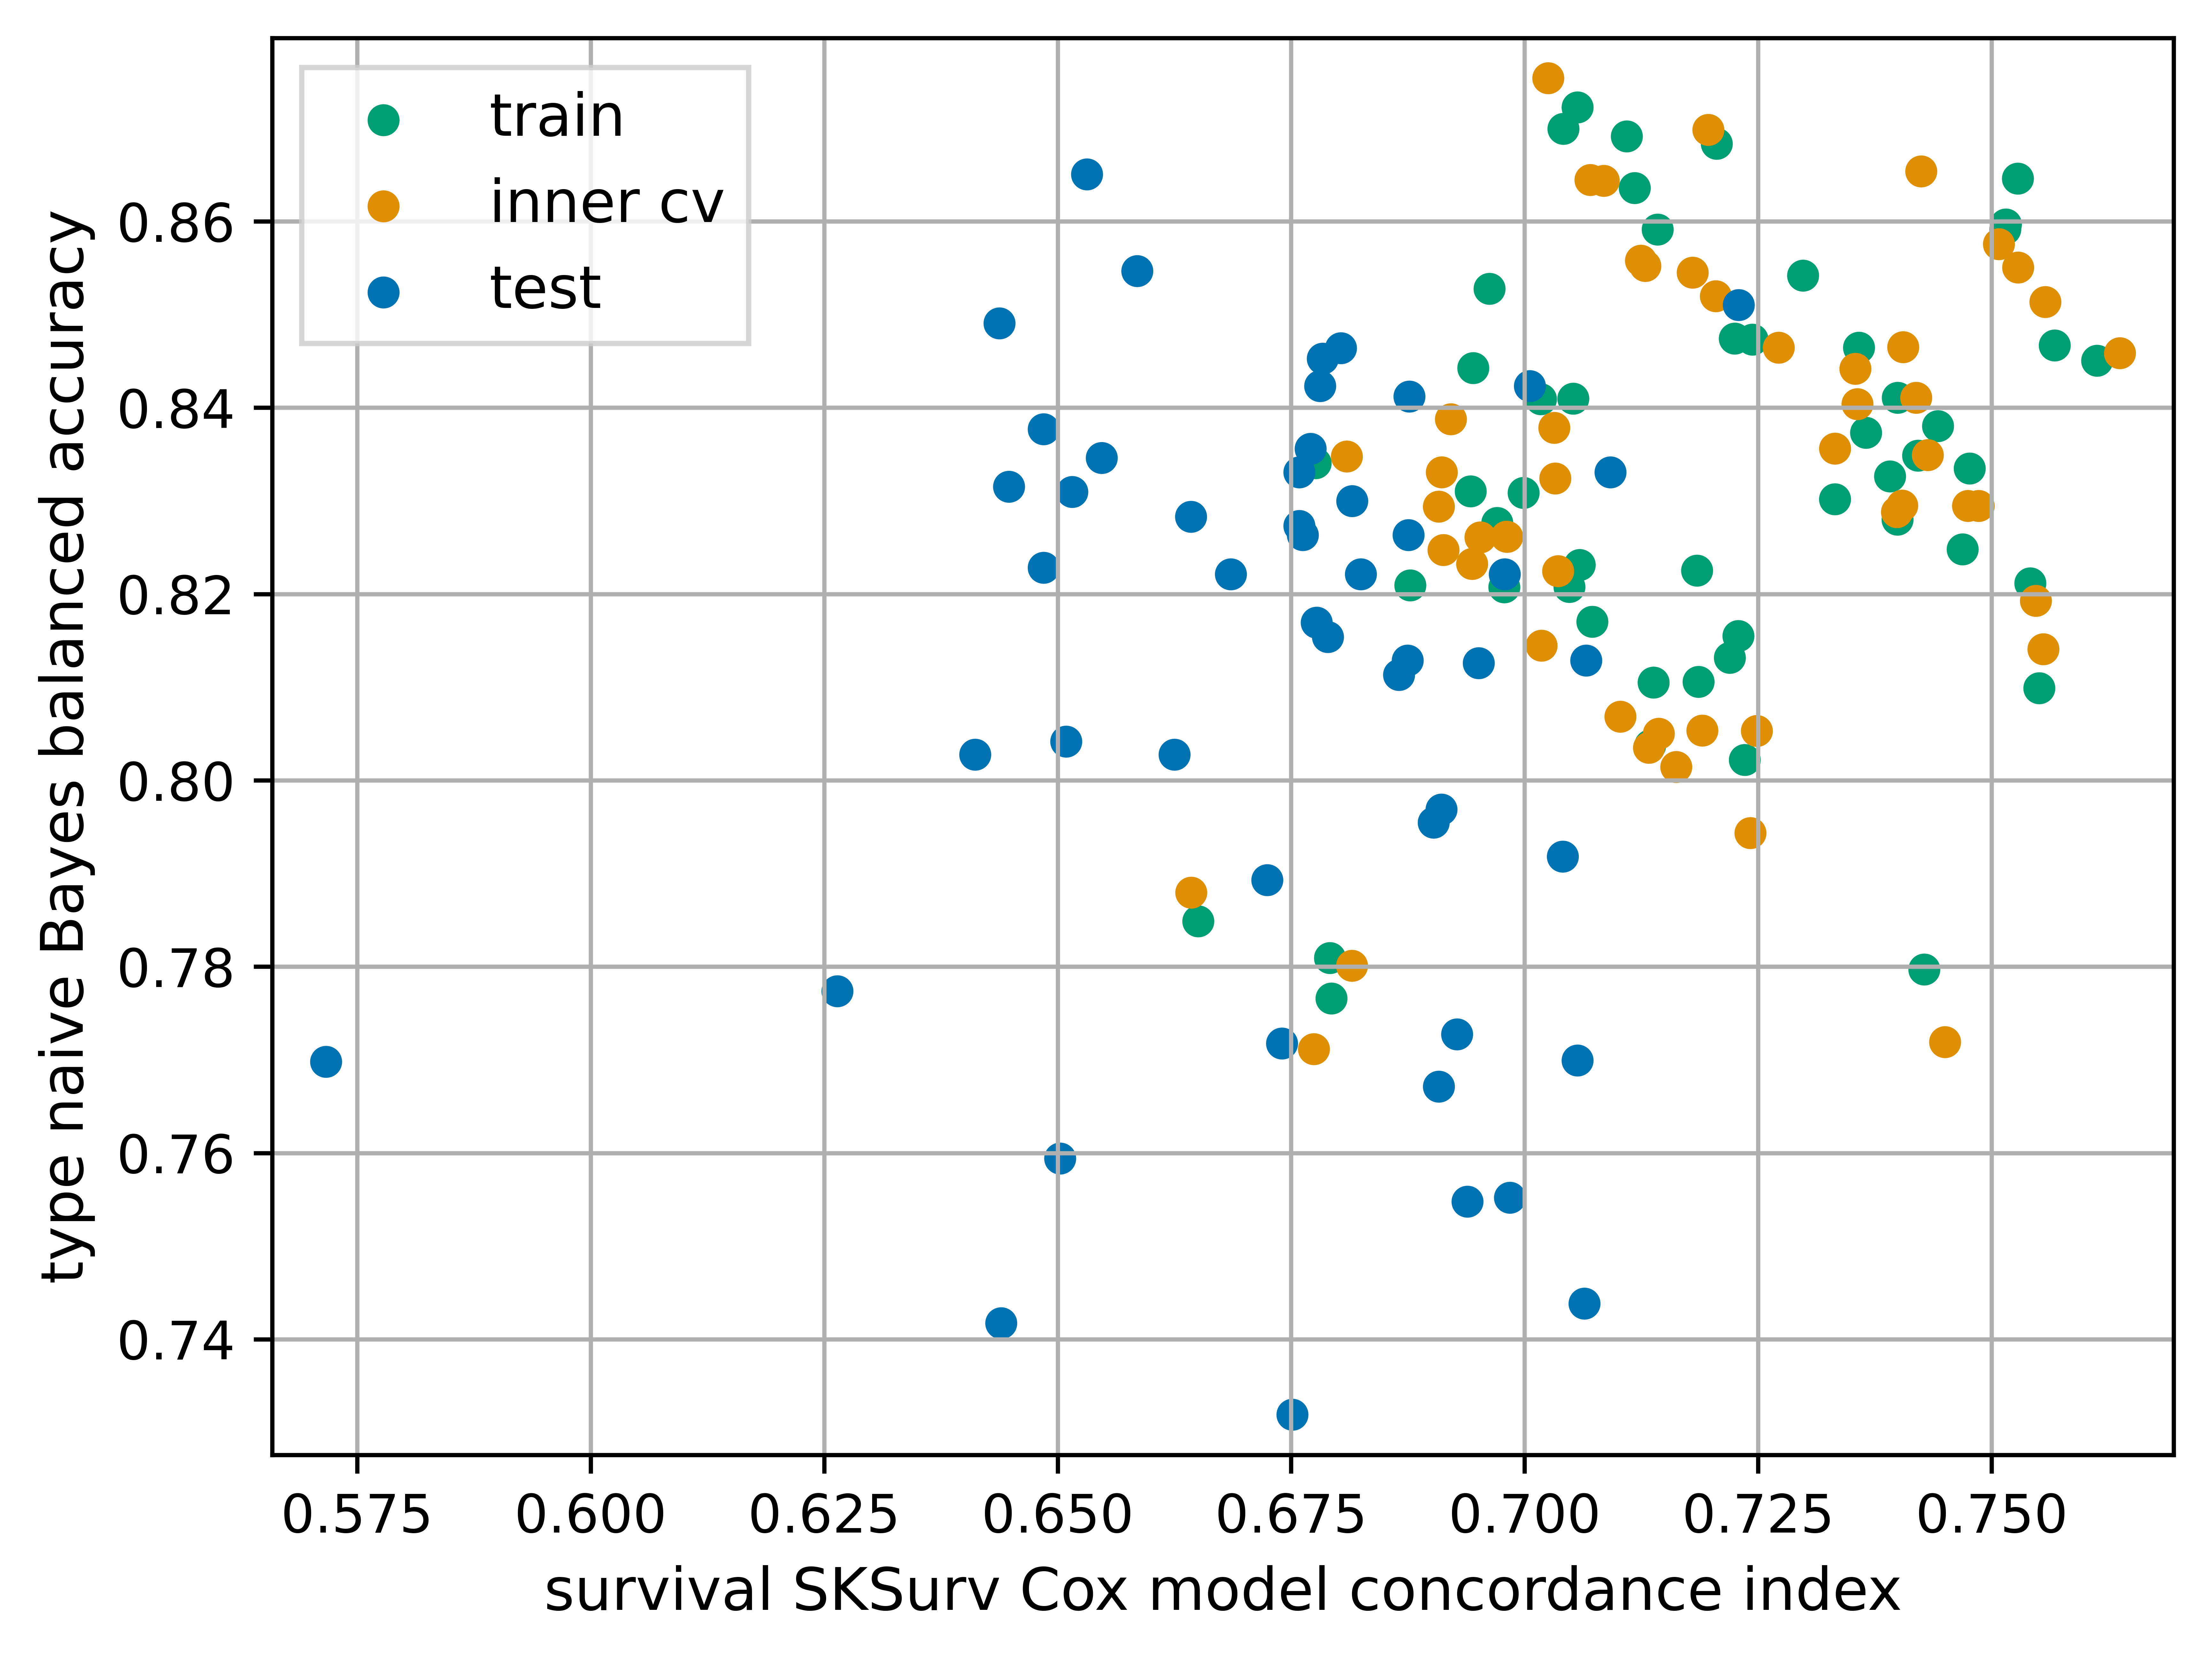 train
inner cv
test
type naive Bayes balanced accuracy
0.86
0.84
0.82
0.80
0.78
0.76
0.74
0.575 0.600 0.625 0.650 0.675 0.700 0.725 0.750
survival SKSurv Cox model concordance index